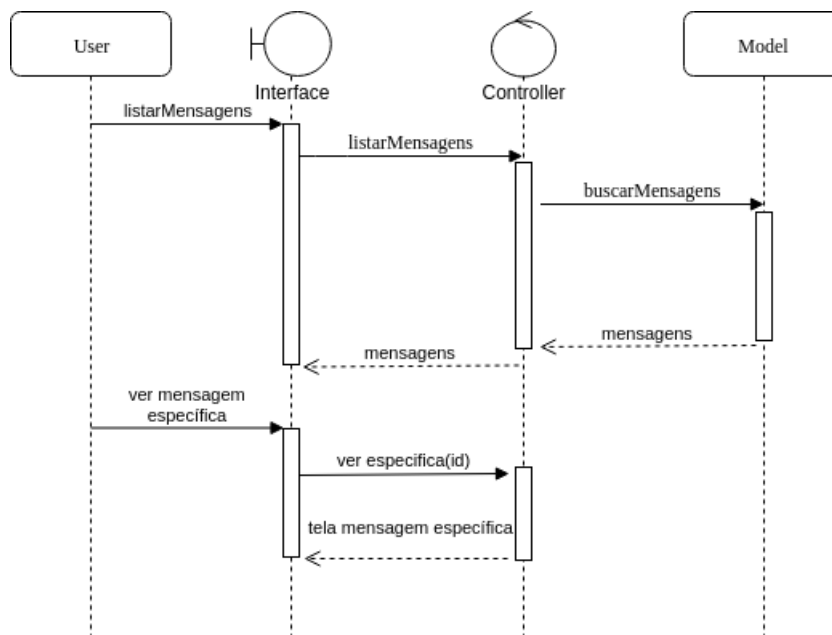 User
Interface
Controller
Model
listarMensagens
listarMensagens
buscarMensagens
mensagens
mensagens
ver mensagem
específica
ver especifica(id)
tela mensagem específica